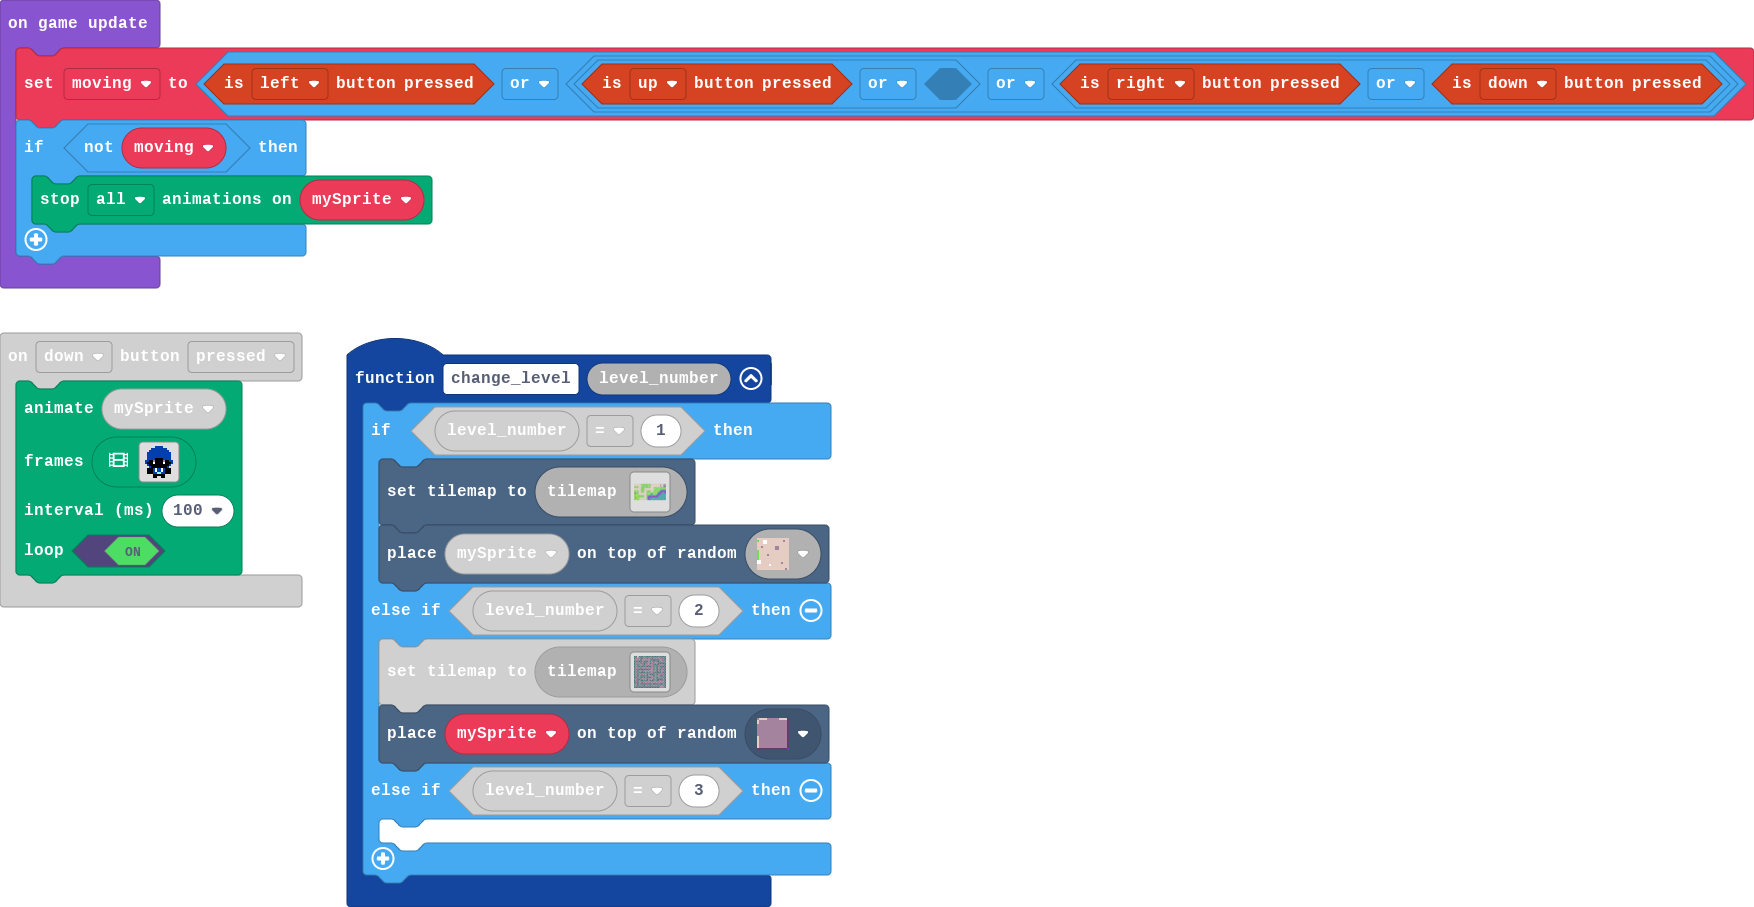 on game update
set moving to is left button pressed or is up button pressed or or is right button pressed or is down button pressed
if not moving then
stop all animations on mySprite
on down button pressed
animate mySprite
frames
interval (ms) 100
loop ON
function change_level level_number
if level_number = 1 then
set tilemap to tilemap
place mySprite on top of random
else if level_number = 2 then
set tilemap to tilemap
place mySprite on top of random
else if level_number = 3 then